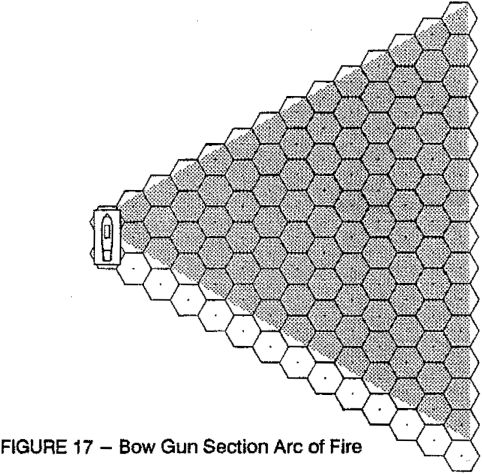 FIGURE 17 – Bow Gun Section Arc of Fire